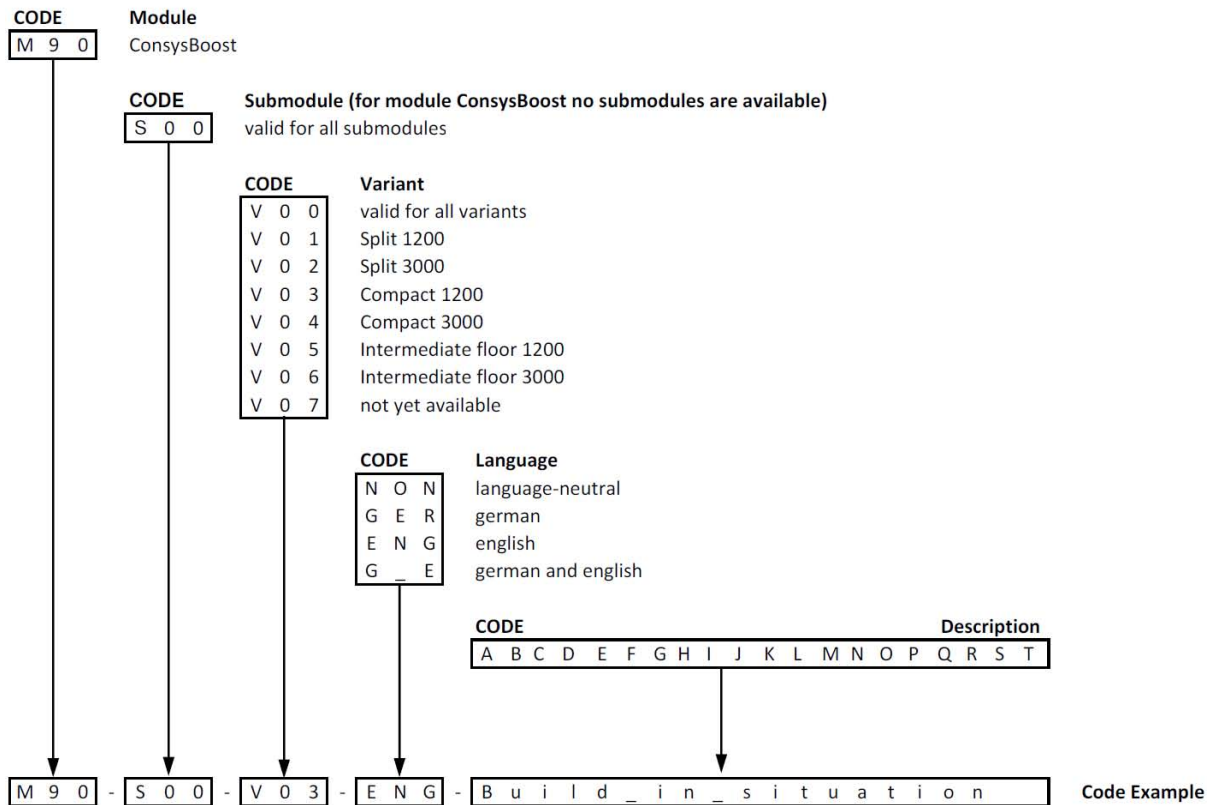 CODE Module
M 9 0 ConsysBoost
CODE Submodule (for module ConsysBoost no submodules are available)
S 0 0 valid for all submodules
CODE Variant
V 0 0 valid for all variants
V 0 1 Split 1200
V 0 2 Split 3000
V 0 3 Compact 1200
V 0 4 Compact 3000
V 0 5 Intermediate floor 1200
V 0 6 Intermediate floor 3000
V 0 7 not yet available
CODE Language
N O N language-neutral
G E R german
E N G english
G _ E german and english
CODE Description
A B C D E F G H I J K L M N O P Q R S T
M 9 0 - S 0 0 - V 0 3 - E N G - B u i l d _ i n _ s i t u a t i o n Code Example